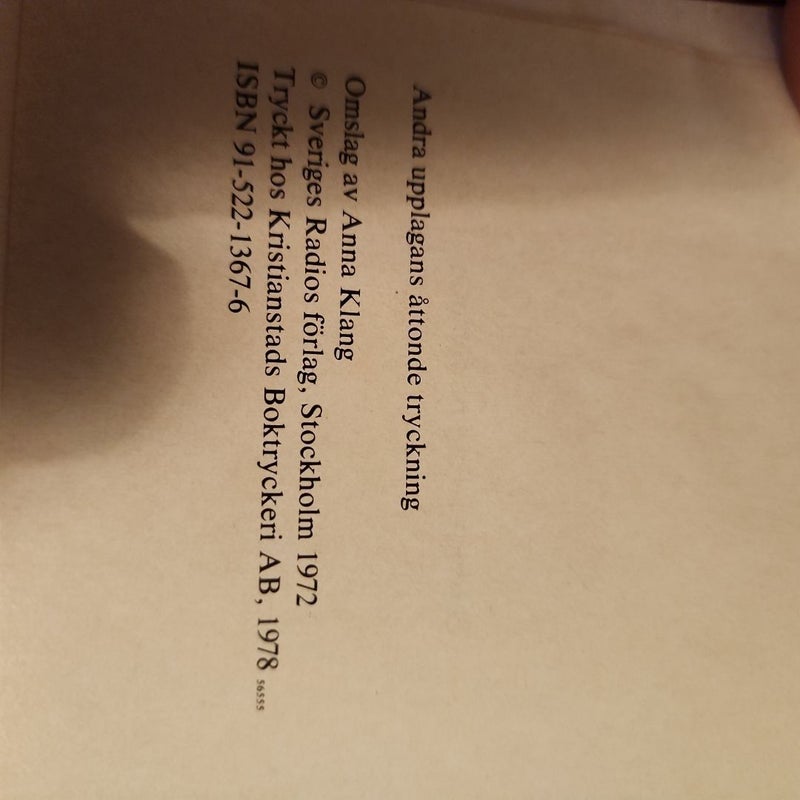 Andra upplagans åttonde tryckning
Omslag av Anna Klang
© Sveriges Radios förlag, Stockholm 1972
Tryckt hos Kristianstads Boktryckeri AB, 1978 56555
ISBN 91-522-1367-6